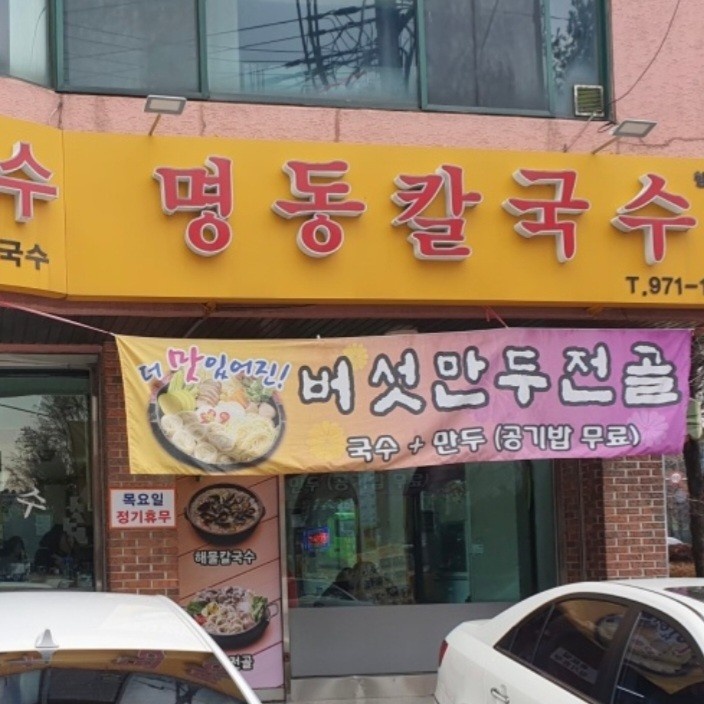 수
국수
명동칼국수
T.971-1
더 맛있어진!
버섯만두전골
국수 + 만두 (공기밥 무료)
목요일
정기휴무
해물칼국수
전골